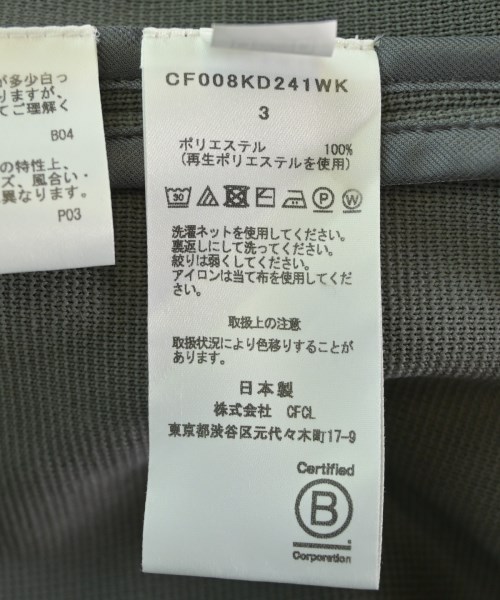 が多少白っ
りますが、
てご理解く
B04
の特性上、
ズ、風合い・
異なります。
P03
CF008KD241WK
3
ポリエステル 100%
(再生ポリエステルを使用)
30
P
W
洗濯ネットを使用してください。
裏返しにして洗ってください。
絞りは弱くしてください。
アイロンは当て布を使用してくだ
さい。
取扱上の注意
取扱状況により色移りすることが
あります。
日本製
株式会社 CFCL
東京都渋谷区元代々木町17-9
Certified
B
Corporation